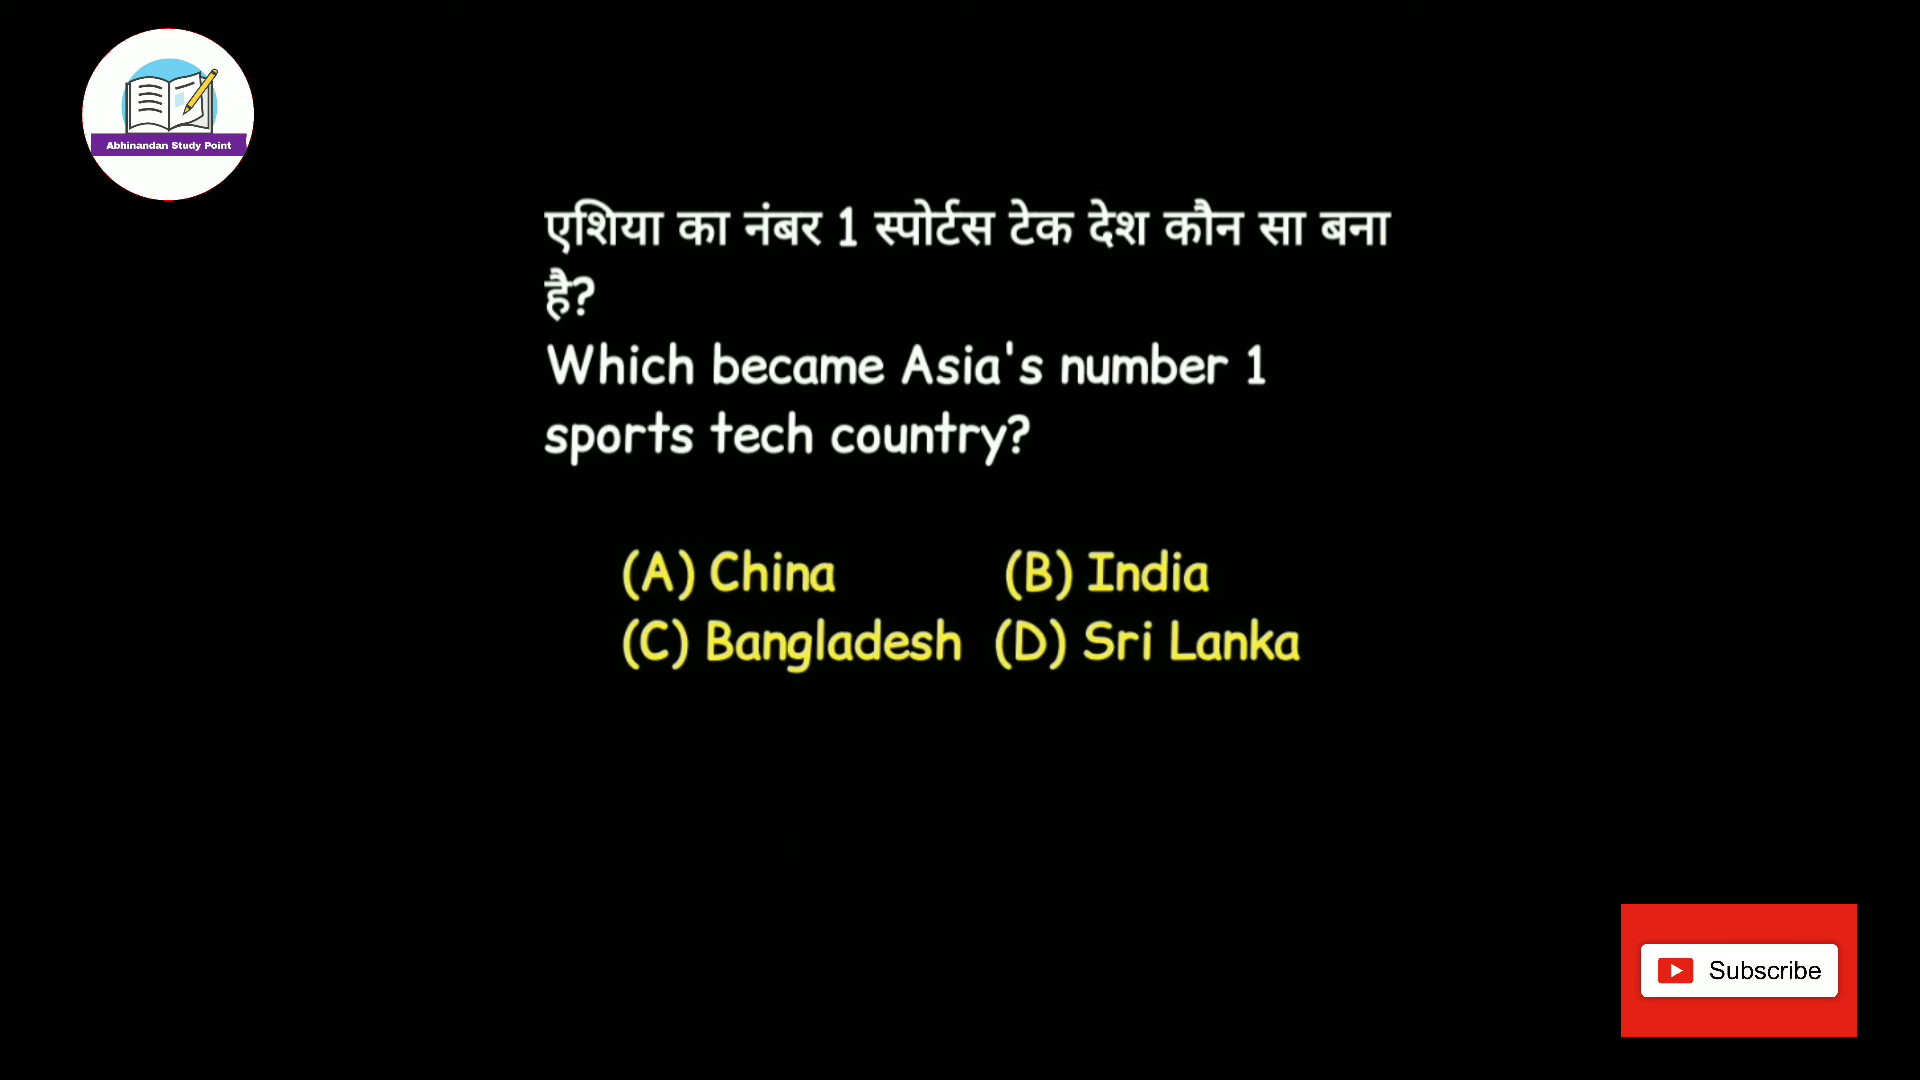 Abhinandan Study Point
एशिया का नंबर 1 स्पोर्टस टेक देश कौन सा बना
है?
Which became Asia's number 1
sports tech country?
(A) China (B) India
(C) Bangladesh (D) Sri Lanka
Subscribe